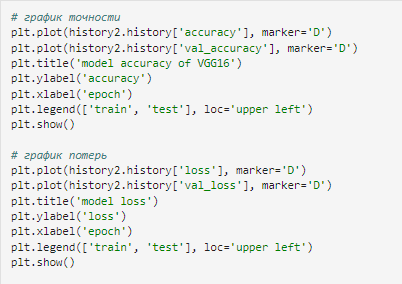 # график точности
plt.plot(history2.history['accuracy'], marker='D')
plt.plot(history2.history['val_accuracy'], marker='D')
plt.title('model accuracy of VGG16')
plt.ylabel('accuracy')
plt.xlabel('epoch')
plt.legend(['train', 'test'], loc='upper left')
plt.show()
# график потерь
plt.plot(history2.history['loss'], marker='D')
plt.plot(history2.history['val_loss'], marker='D')
plt.title('model loss')
plt.ylabel('loss')
plt.xlabel('epoch')
plt.legend(['train', 'test'], loc='upper left')
plt.show()